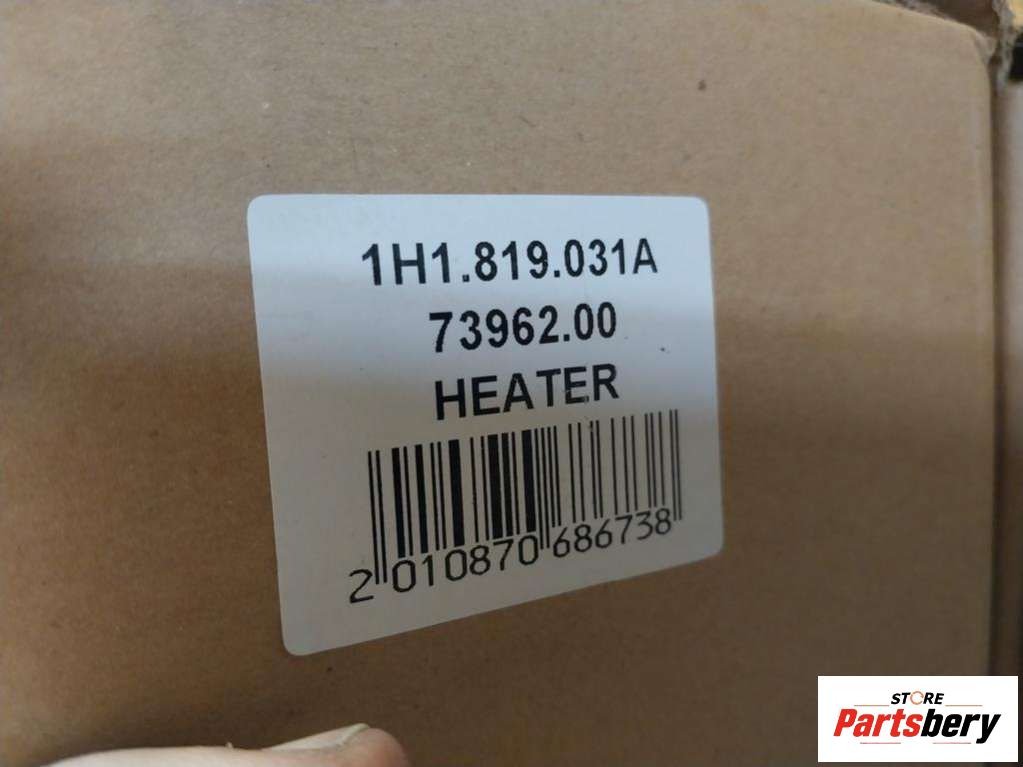 1H1.819.031A
73962.00
HEATER
2 010870 686738
STORE
Partsbery